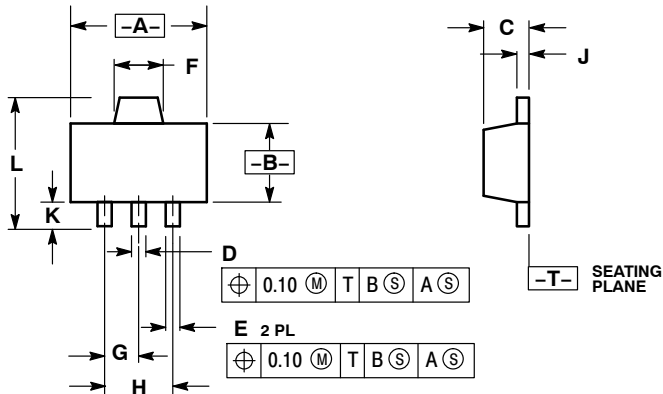 –A–
C
F
J
L
–B–
K
D
⌖ 0.10 Ⓜ T B Ⓢ A Ⓢ
–T– SEATING
PLANE
E 2 PL
G
⌖ 0.10 Ⓜ T B Ⓢ A Ⓢ
H